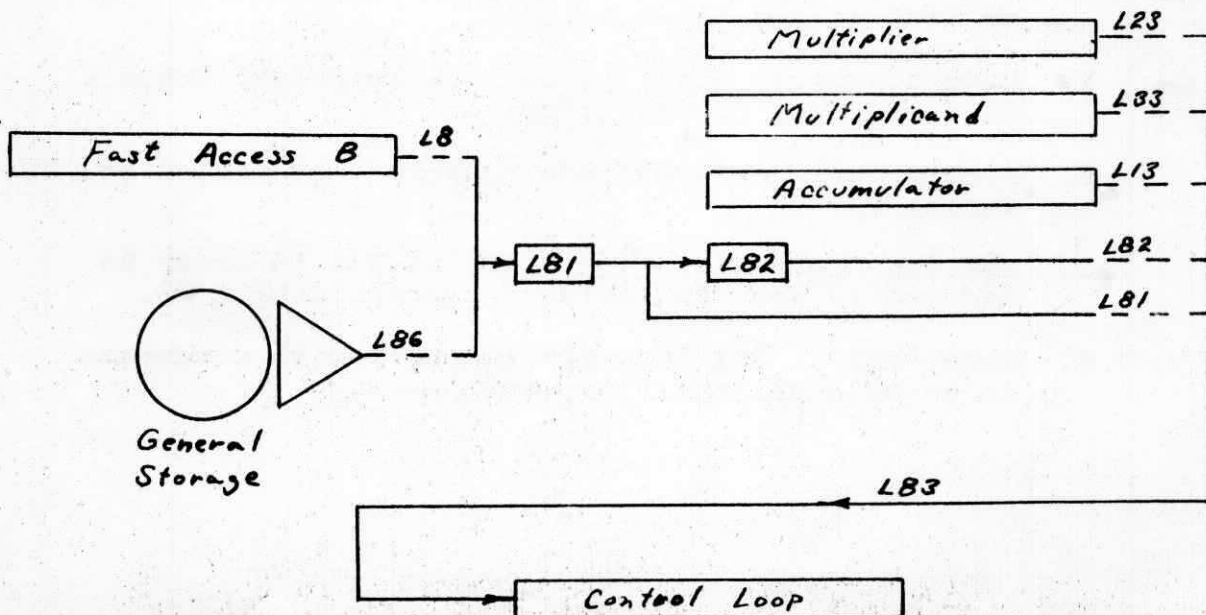 L23
Multiplier
L33
Multiplicand
L8
Fast Access B
L13
Accumulator
L82
L81
L82
L81
L86
General
Storage
L83
Control Loop